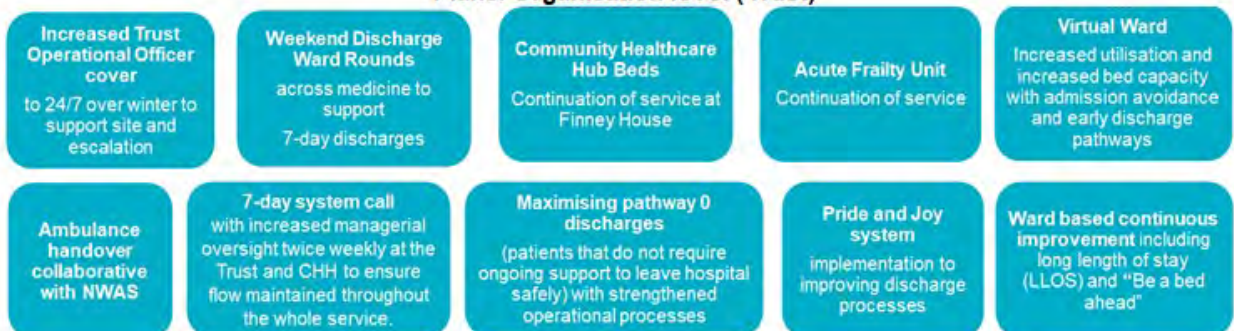 Increased Trust
Operational Officer
cover
to 24/7 over winter to
support site and
escalation
Weekend Discharge
Ward Rounds
across medicine to
support
7-day discharges
Community Healthcare
Hub Beds
Continuation of service at
Finney House
Acute Frailty Unit
Continuation of service
Virtual Ward
Increased utilisation and
increased bed capacity
with admission avoidance
and early discharge
pathways
Ambulance
handover
collaborative
with NWAS
7-day system call
with increased managerial
oversight twice weekly at the
Trust and CHH to ensure
flow maintained throughout
the whole service.
Maximising pathway 0
discharges
(patients that do not require
ongoing support to leave hospital
safely) with strengthened
operational processes
Pride and Joy
system
implementation to
improving discharge
processes
Ward based continuous
improvement including
long length of stay
(LLOS) and “Be a bed
ahead”